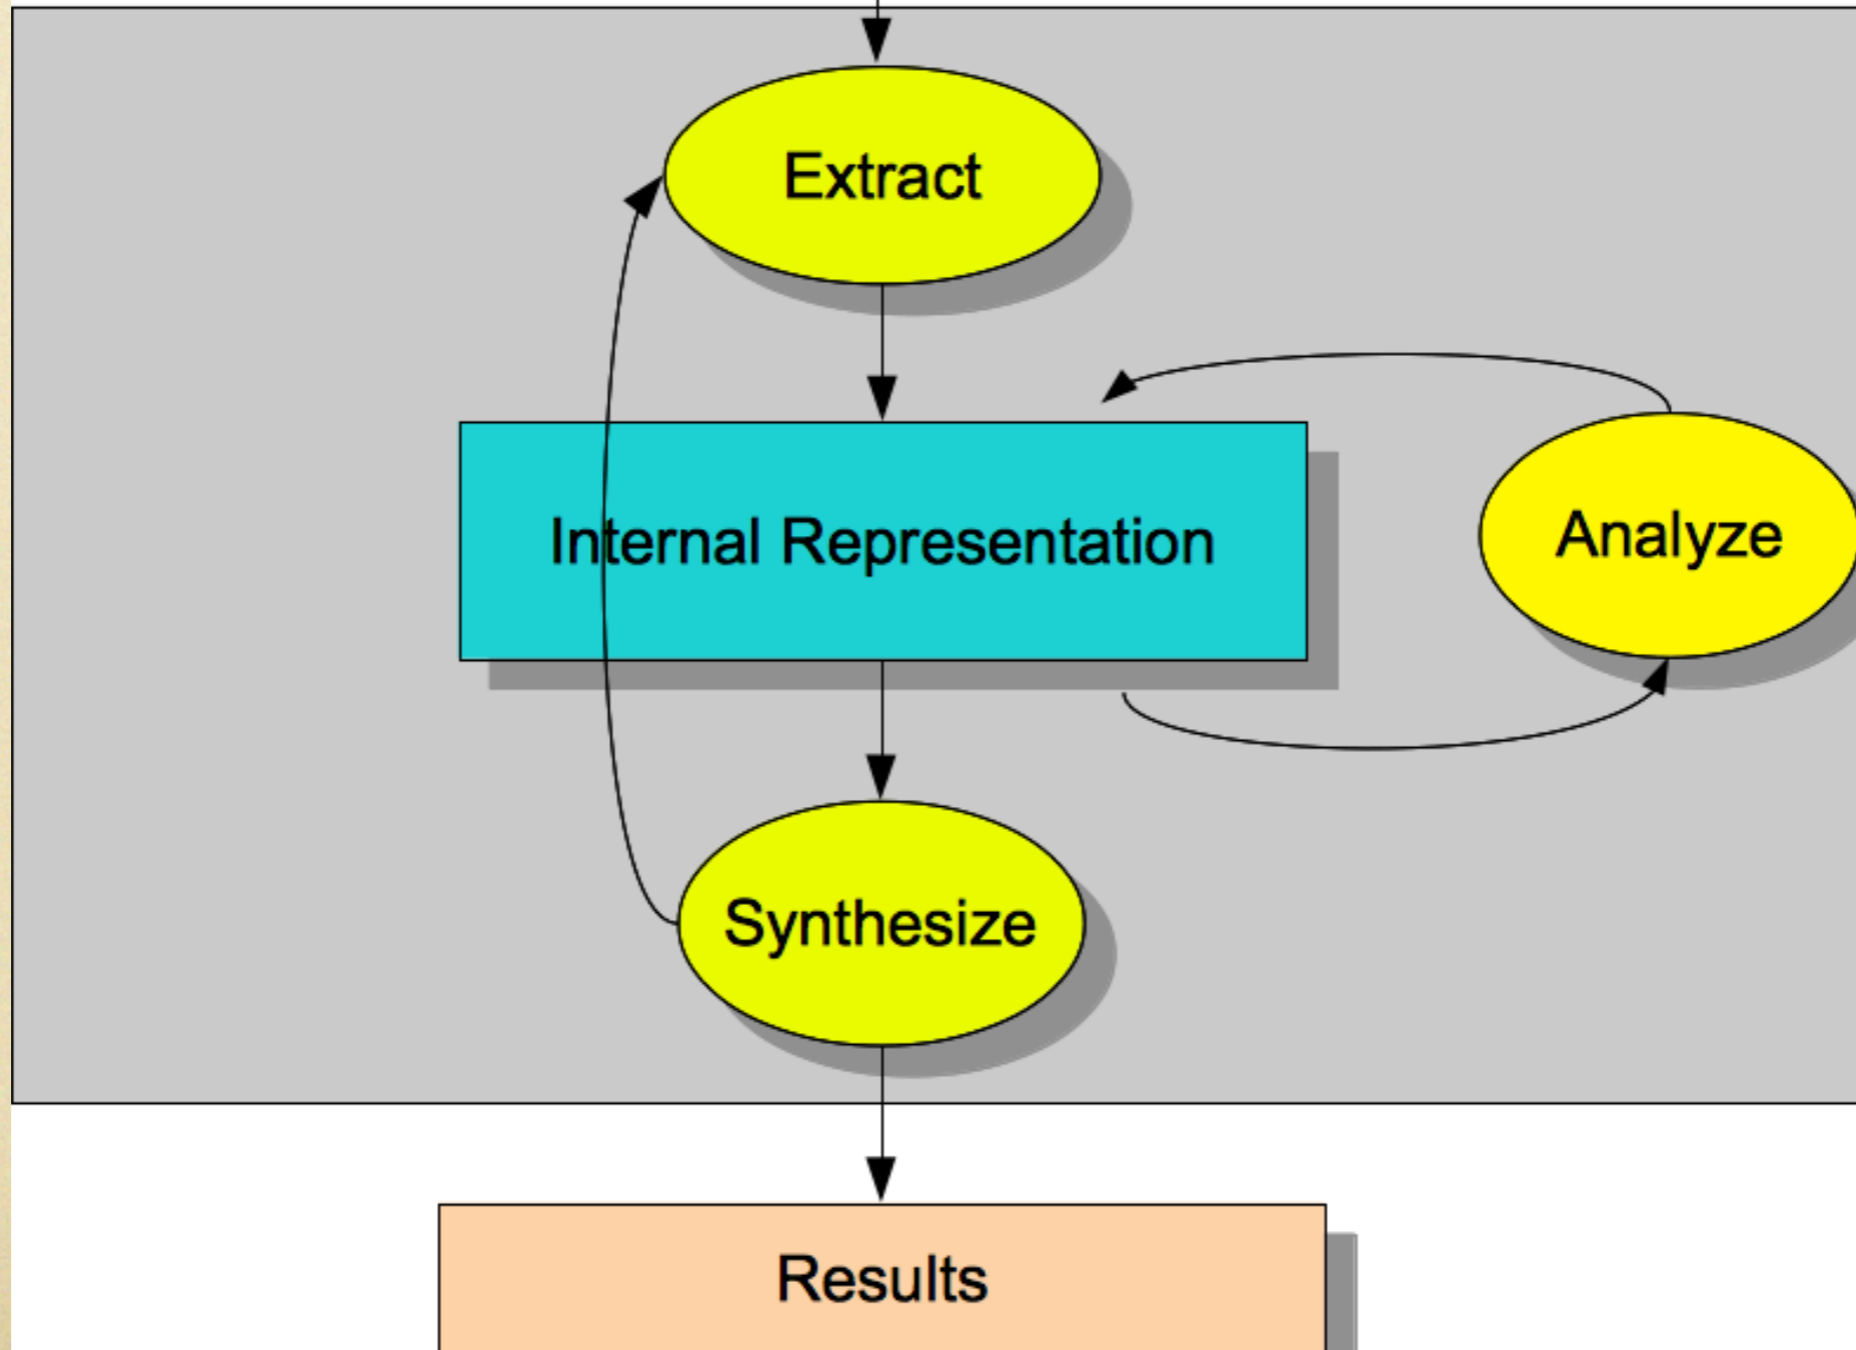 Extract
Internal Representation
Analyze
Synthesize
Results